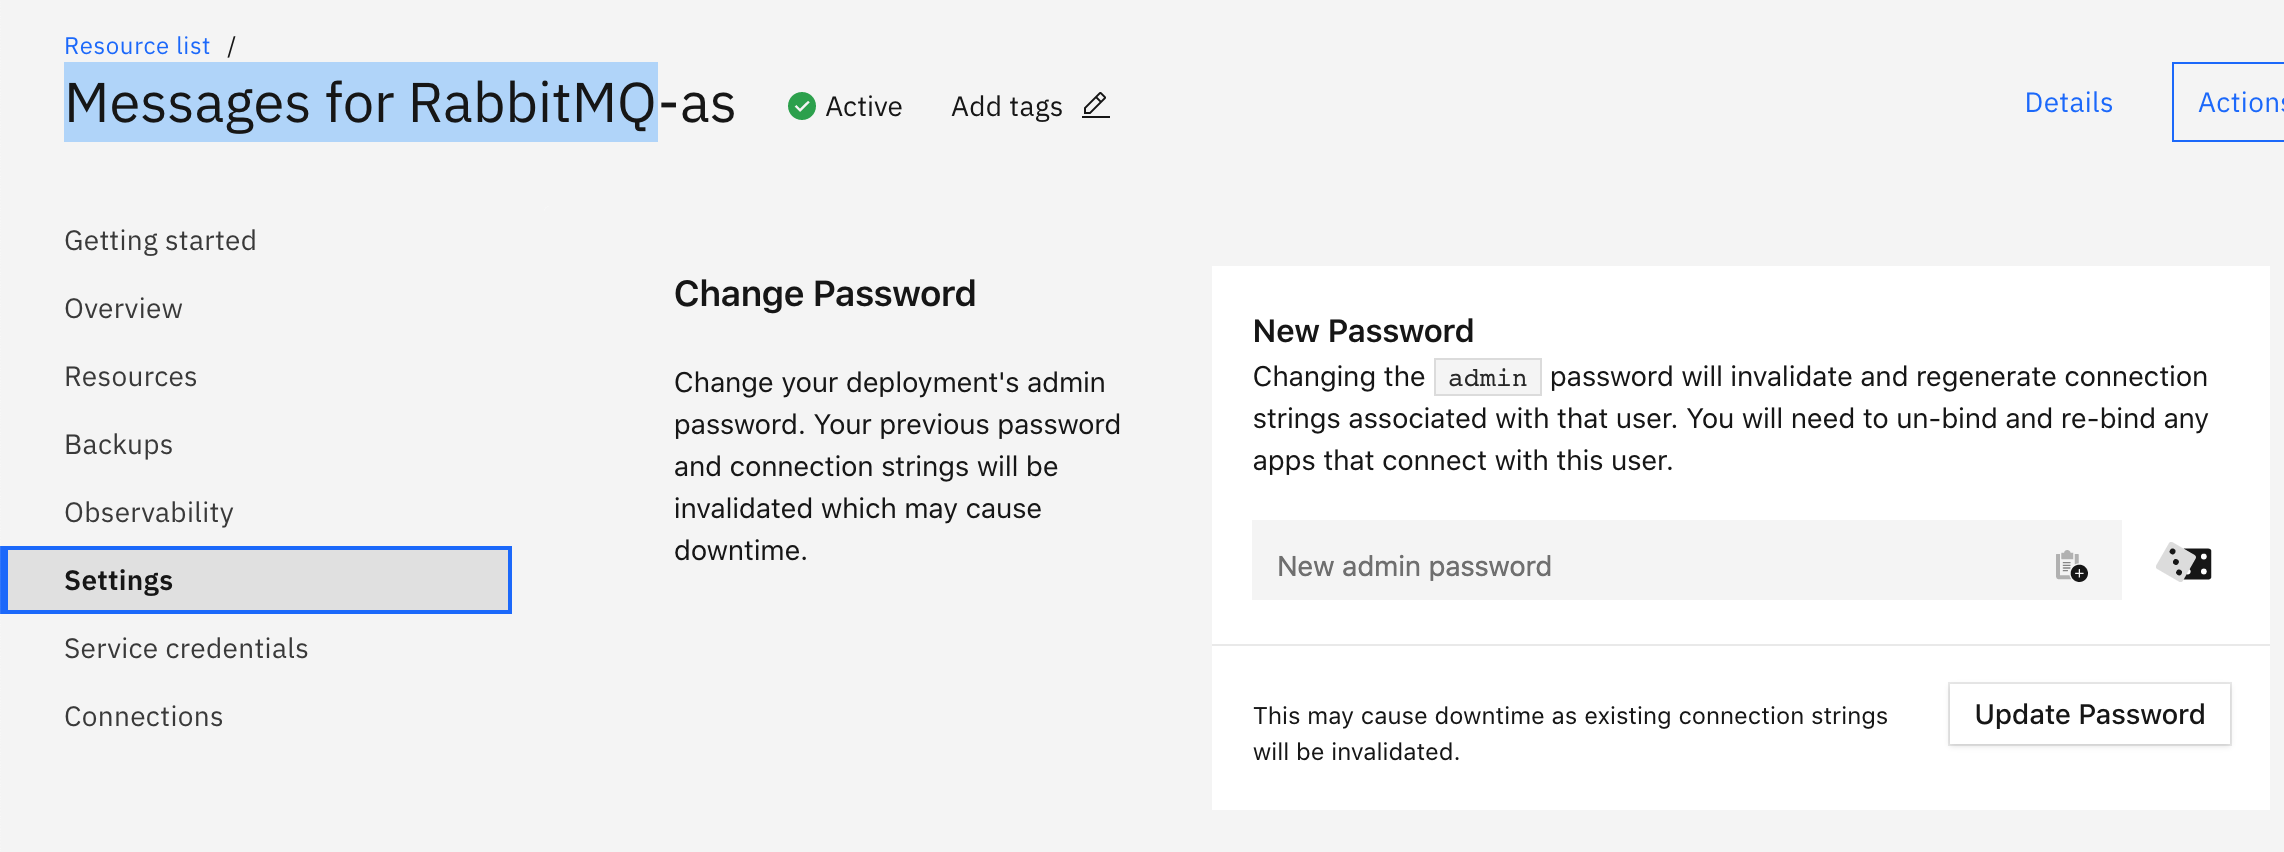 Resource list /
Messages for RabbitMQ-as
Active
Add tags
Details
Actions
Getting started
Overview
Resources
Backups
Observability
Settings
Service credentials
Connections
Change Password
Change your deployment's admin
password. Your previous password
and connection strings will be
invalidated which may cause
downtime.
New Password
Changing the admin password will invalidate and regenerate connection
strings associated with that user. You will need to un-bind and re-bind any
apps that connect with this user.
New admin password
This may cause downtime as existing connection strings
will be invalidated.
Update Password